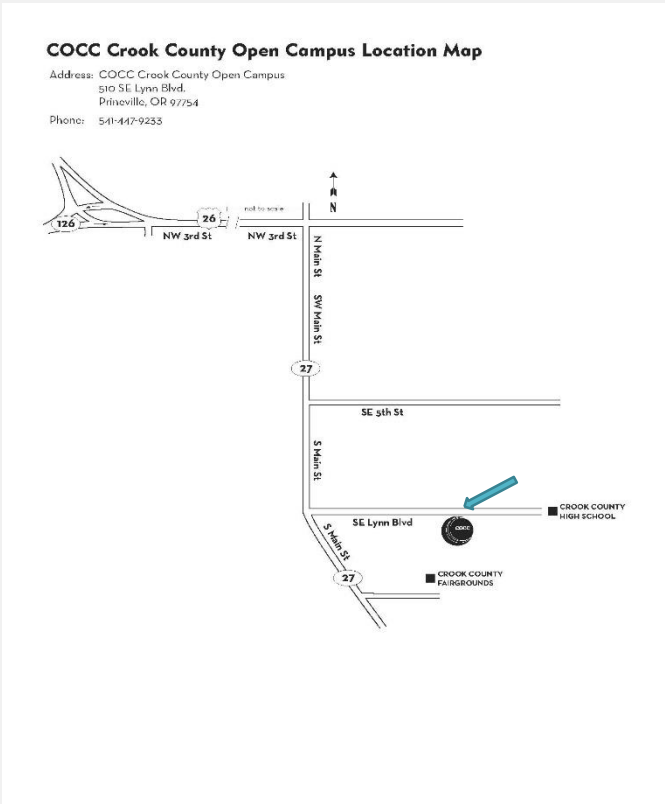 COCC Crook County Open Campus Location Map
Address: COCC Crook County Open Campus
510 SE Lynn Blvd.
Prineville, OR 97754
Phone: 541-447-9233
126
26
not to scale
N
NW 3rd St
NW 3rd St
N Main St
SW Main St
27
SE 5th St
S Main St
SE Lynn Blvd
COCC
CROOK COUNTY
HIGH SCHOOL
S Main St
27
CROOK COUNTY
FAIRGROUNDS